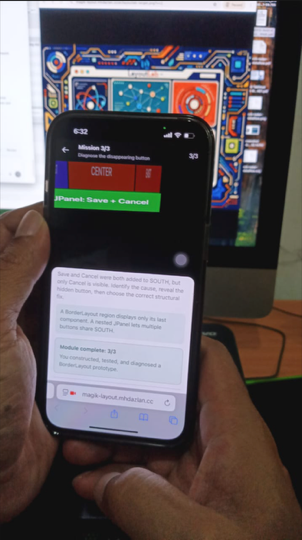 LayoutLab
6:32
Mission 3/3
Diagnose the disappearing button
3/3
CENTER
JPanel: Save + Cancel
Save and Cancel were both added to SOUTH, but
only Cancel is visible. Identify the cause, reveal the
hidden button, then choose the correct structural
fix.
A BorderLayout region displays only its last
component. A nested JPanel lets multiple
buttons share SOUTH.
Module complete: 3/3
You constructed, tested, and diagnosed a
BorderLayout prototype.